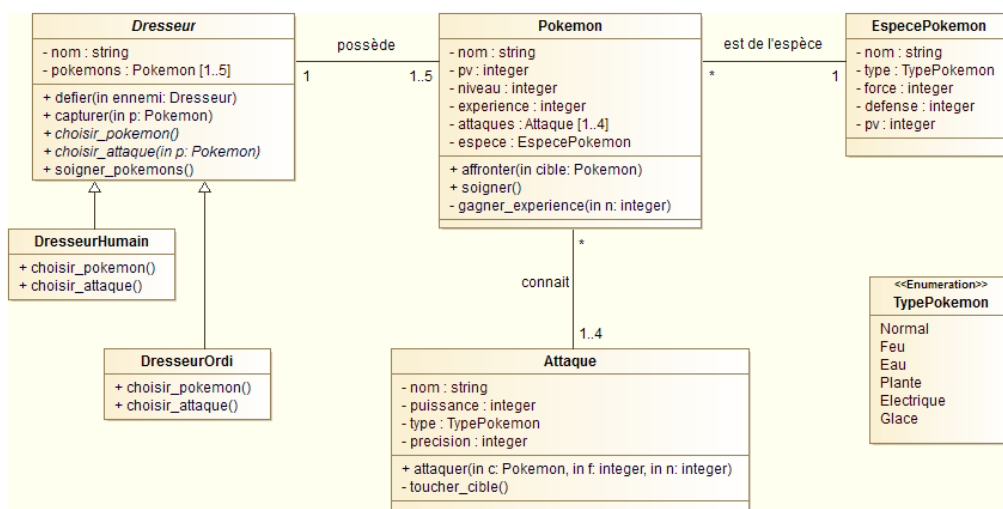 Dresseur
- nom : string
- pokemons : Pokemon [1..5]
+ defier(in ennemi: Dresseur)
+ capturer(in p: Pokemon)
+ choisir_pokemon()
+ choisir_attaque(in p: Pokemon)
+ soigner_pokemons()
possède
1
1..5
Pokemon
- nom : string
- pv : integer
- niveau : integer
- experience : integer
- attaques : Attaque [1..4]
- espece : EspecePokemon
+ affronter(in cible: Pokemon)
+ soigner()
- gagner_experience(in n: integer)
est de l'espèce
*
1
EspecePokemon
- nom : string
- type : TypePokemon
- force : integer
- defense : integer
- pv : integer
DresseurHumain
+ choisir_pokemon()
+ choisir_attaque()
DresseurOrdi
+ choisir_pokemon()
+ choisir_attaque()
*
connait
1..4
Attaque
- nom : string
- puissance : integer
- type : TypePokemon
- precision : integer
+ attaquer(in c: Pokemon, in f: integer, in n: integer)
- toucher_cible()
<<Enumeration>>
TypePokemon
Normal
Feu
Eau
Plante
Electrique
Glace